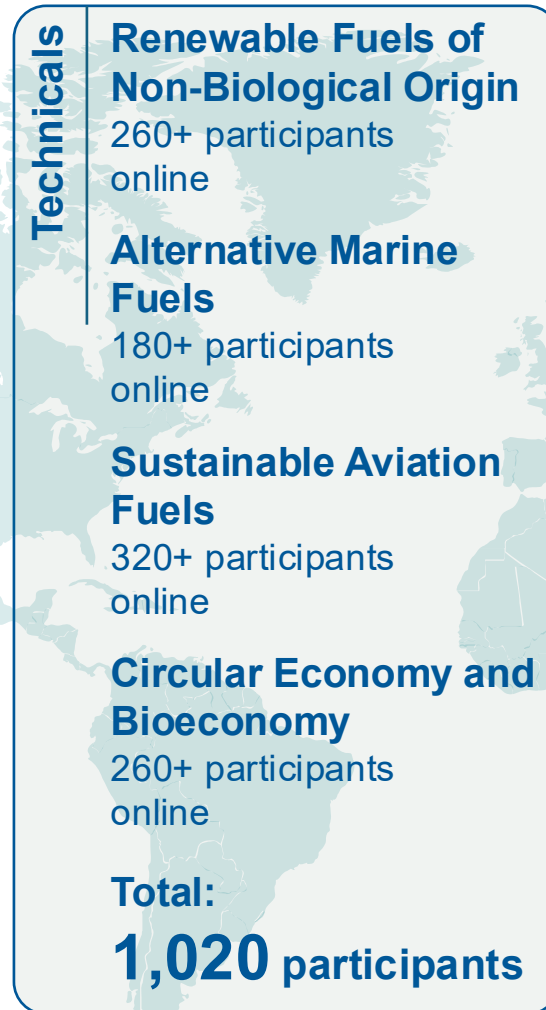 Technicals
Renewable Fuels of
Non-Biological Origin
260+ participants
online
Alternative Marine
Fuels
180+ participants
online
Sustainable Aviation
Fuels
320+ participants
online
Circular Economy and
Bioeconomy
260+ participants
online
Total:
1,020 participants